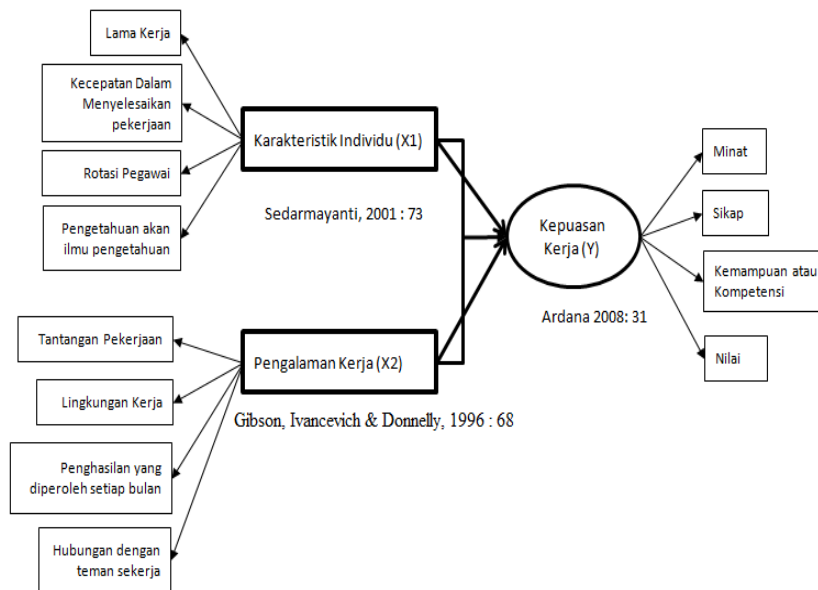 Lama Kerja
Kecepatan Dalam
Menyelesaikan
pekerjaan
Rotasi Pegawai
Pengetahuan akan
ilmu pengetahuan
Karakteristik Individu (X1)
Sedarmayanti, 2001 : 73
Tantangan Pekerjaan
Lingkungan Kerja
Penghasilan yang
diperoleh setiap bulan
Hubungan dengan
teman sekerja
Pengalaman Kerja (X2)
Gibson, Ivancevich & Donnelly, 1996 : 68
Kepuasan
Kerja (Y)
Ardana 2008: 31
Minat
Sikap
Kemampuan atau
Kompetensi
Nilai